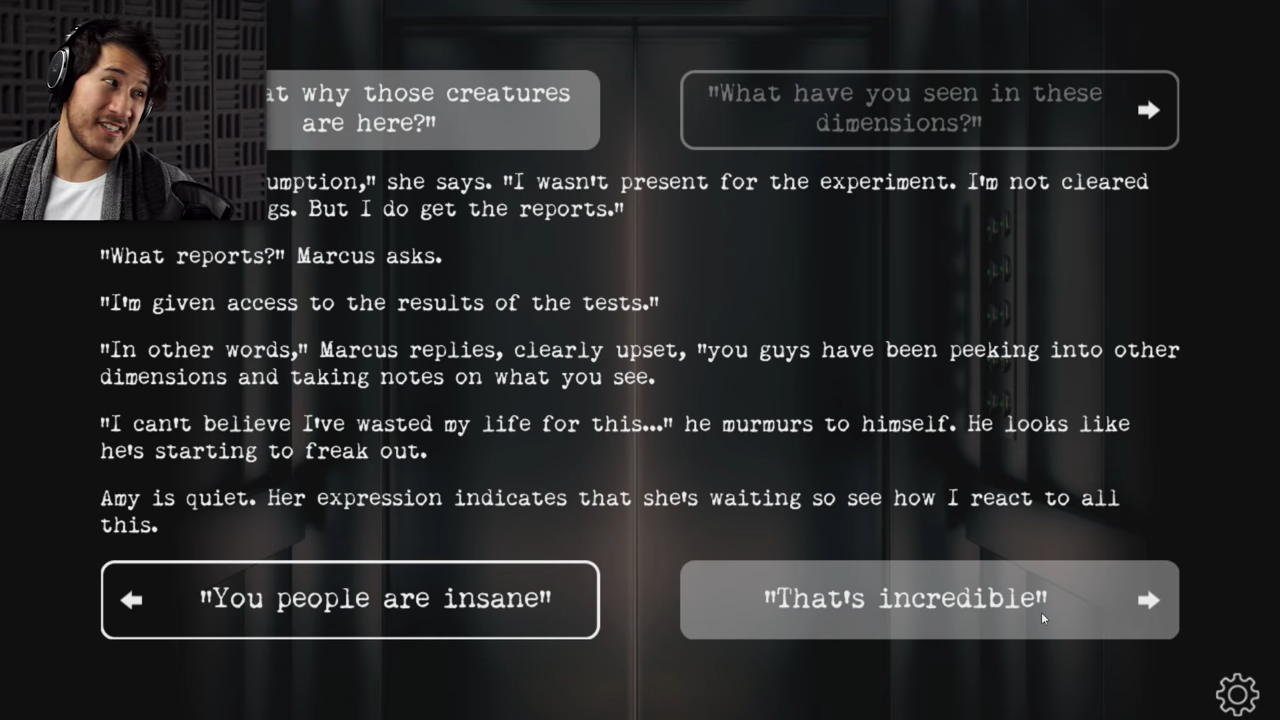 why those creatures
are here?"
"What have you seen in these
dimensions?"
she says. "I wasn't present for the experiment. I'm not cleared
But I do get the reports."
"What reports?" Marcus asks.
"I'm given access to the results of the tests."
"In other words," Marcus replies, clearly upset, "you guys have been peeking into other
dimensions and taking notes on what you see.
"I can't believe I've wasted my life for this..." he murmurs to himself. He looks like
he's starting to freak out.
Amy is quiet. Her expression indicates that she's waiting so see how I react to all
this.
"You people are insane"
"That's incredible"